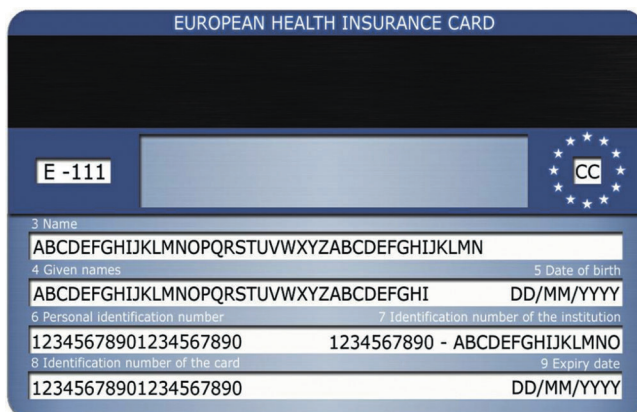 EUROPEAN HEALTH INSURANCE CARD
E -111
CC
3 Name
ABCDEFGHIJKLMNOPQRSTUVWXYZABCDEFGHIJKLMN
4 Given names 5 Date of birth
ABCDEFGHIJKLMNOPQRSTUVWXYZABCDEFGHI DD/MM/YYYY
6 Personal identification number 7 Identification number of the institution
12345678901234567890 1234567890 - ABCDEFGHIJKLMNO
8 Identification number of the card 9 Expiry date
12345678901234567890 DD/MM/YYYY